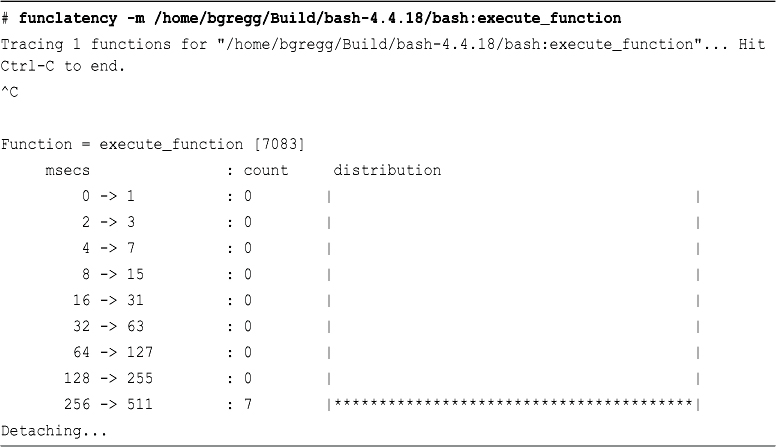 # funclatency -m /home/bgregg/Build/bash-4.4.18/bash:execute_function
Tracing 1 functions for "/home/bgregg/Build/bash-4.4.18/bash:execute_function"... Hit
Ctrl-C to end.
^C
Function = execute_function [7083]
     msecs               : count     distribution
         0 -> 1          : 0        |                                        |
         2 -> 3          : 0        |                                        |
         4 -> 7          : 0        |                                        |
         8 -> 15         : 0        |                                        |
        16 -> 31         : 0        |                                        |
        32 -> 63         : 0        |                                        |
        64 -> 127        : 0        |                                        |
       128 -> 255        : 0        |                                        |
       256 -> 511        : 7        |****************************************|
Detaching...